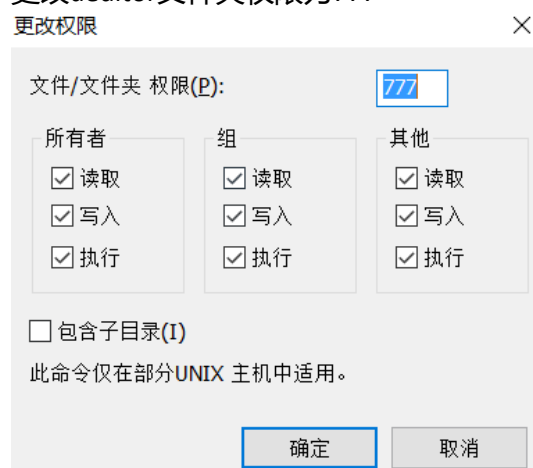 更改权限
文件/文件夹 权限(P): 777
所有者 组 其他
读取 读取 读取
写入 写入 写入
执行 执行 执行
包含子目录(I)
此命令仅在部分UNIX 主机中适用。
确定 取消